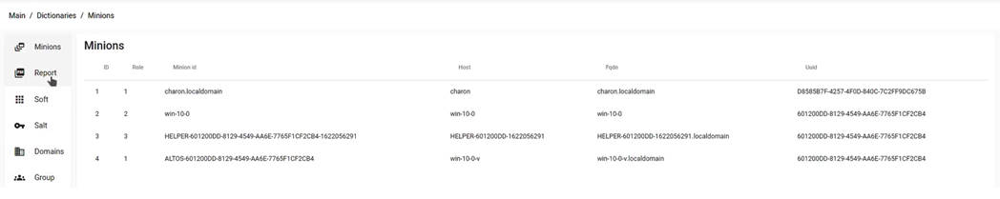 Main / Dictionaries / Minions
Minions
Report
Soft
Salt
Domains
Group
Minions
ID Role Minion id Host Fqdn Uuid
1 1 charon.localdomain charon charon.localdomain D8585B7F-4257-4F0D-840C-7C2FF9DC675B
2 2 win-10-0 win-10-0 win-10-0 601200DD-8129-4549-AA6E-7765F1CF2CB4
3 3 HELPER-601200DD-8129-4549-AA6E-7765F1CF2CB4-1622056291 HELPER-601200DD-1622056291 HELPER-601200DD-1622056291.localdomain 601200DD-8129-4549-AA6E-7765F1CF2CB4
4 1 ALTOS-601200DD-8129-4549-AA6E-7765F1CF2CB4 win-10-0-v win-10-0-v.localdomain 601200DD-8129-4549-AA6E-7765F1CF2CB4